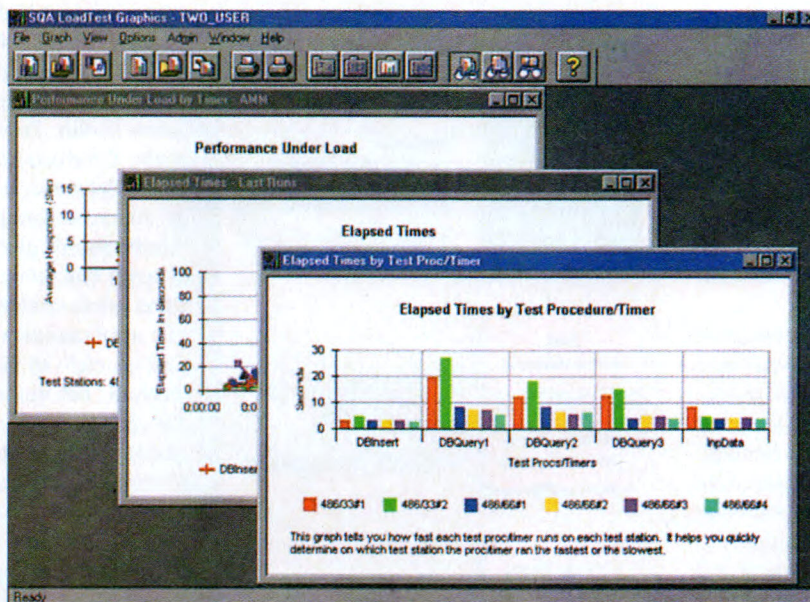 SQA LoadTest Graphics - TWO_USER
File Graph View Options Admin Window Help
Performance Under Load by Timer - AMN
Performance Under Load
15
10
5
0
Test Stations:
Elapsed Times - Last Runs
Elapsed Times
Elapsed Time in Seconds
100
80
60
40
20
0
0:00:00
DBInser
Elapsed Times by Test Proc/Timer
Elapsed Times by Test Procedure/Timer
Seconds
30
20
10
0
DBInsert DBQuery1 DBQuery2 DBQuery3 InpData
Test Procs/Timers
486/33#1 486/33#2 486/66#1 486/66#2 486/66#3 486/66#4
This graph tells you how fast each test proc/timer runs on each test station. It helps you quickly
determine on which test station the proc/timer ran the fastest or the slowest.
Ready